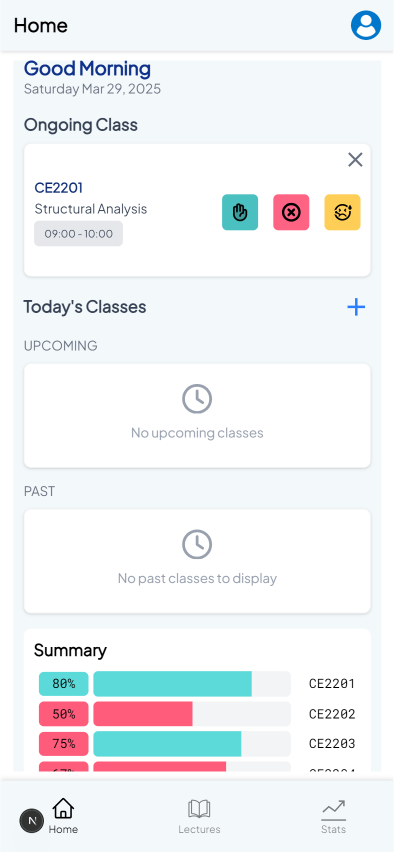 Home
Good Morning
Saturday Mar 29, 2025
Ongoing Class
CE2201
Structural Analysis
09:00 - 10:00
Today's Classes
UPCOMING
No upcoming classes
PAST
No past classes to display
Summary
80% CE2201
50% CE2202
75% CE2203
N
Home Lectures Stats